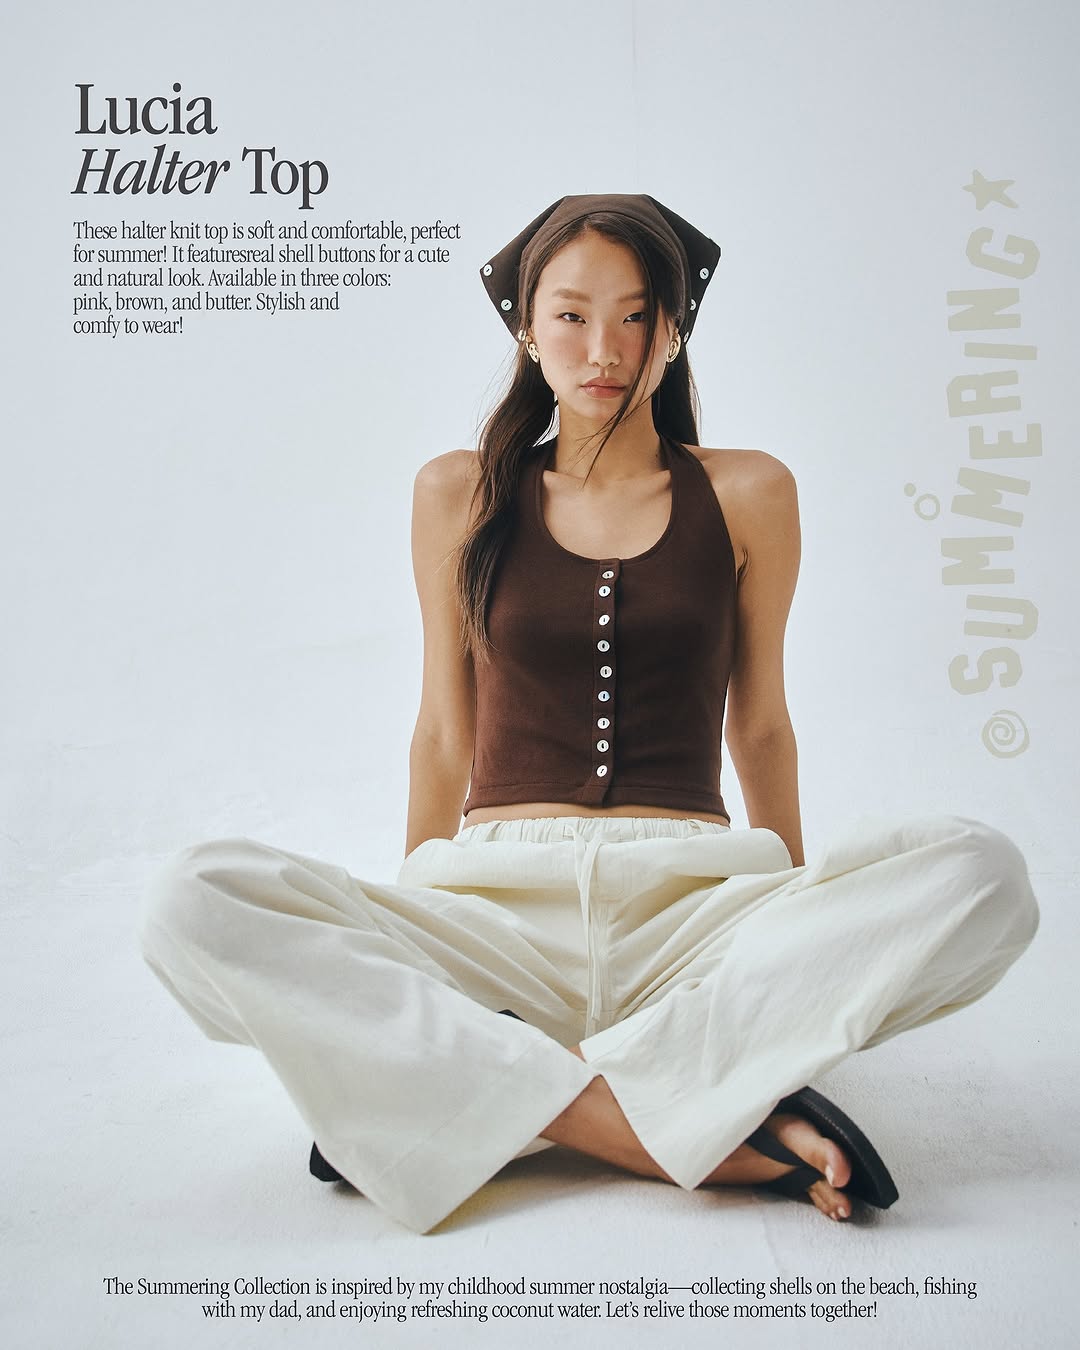 Lucia
Halter Top
These halter knit top is soft and comfortable, perfect
for summer! It featuresreal shell buttons for a cute
and natural look. Available in three colors:
pink, brown, and butter. Stylish and
comfy to wear!
SUMMERING
The Summering Collection is inspired by my childhood summer nostalgia—collecting shells on the beach, fishing
with my dad, and enjoying refreshing coconut water. Let's relive those moments together!